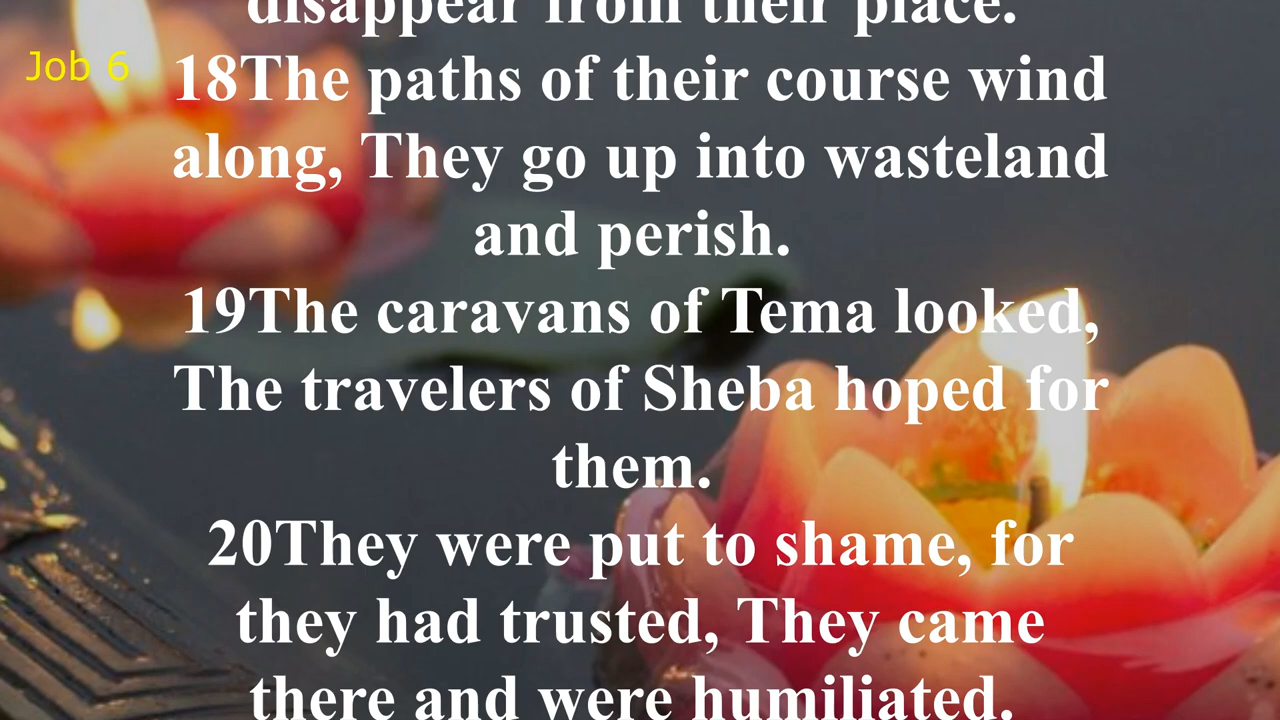 disappear from their place.
Job 6
18The paths of their course wind
along, They go up into wasteland
and perish.
19The caravans of Tema looked,
The travelers of Sheba hoped for
them.
20They were put to shame, for
they had trusted, They came
there and were humiliated.